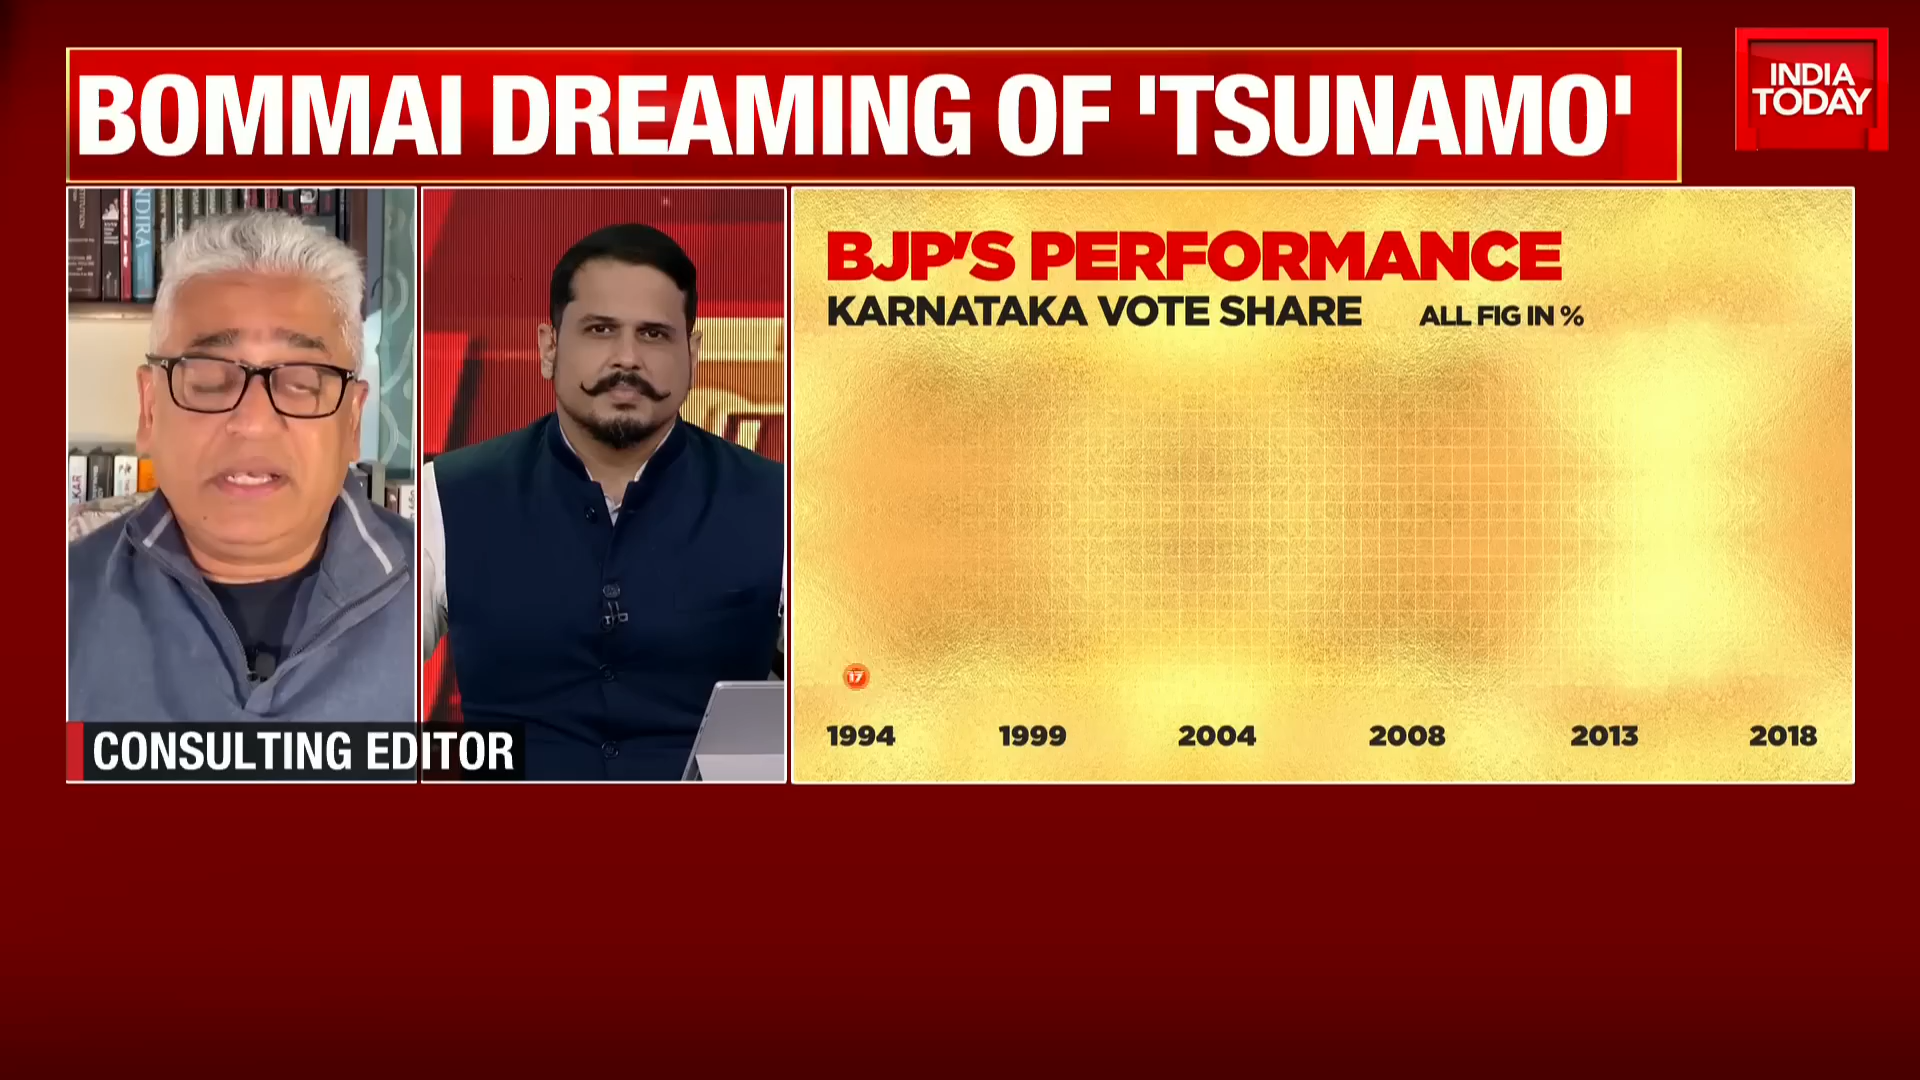 BOMMAI DREAMING OF 'TSUNAMO'
INDIA
TODAY
NDIRA
BJP'S PERFORMANCE
KARNATAKA VOTE SHARE ALL FIG IN %
17
1994 1999 2004 2008 2013 2018
CONSULTING EDITOR